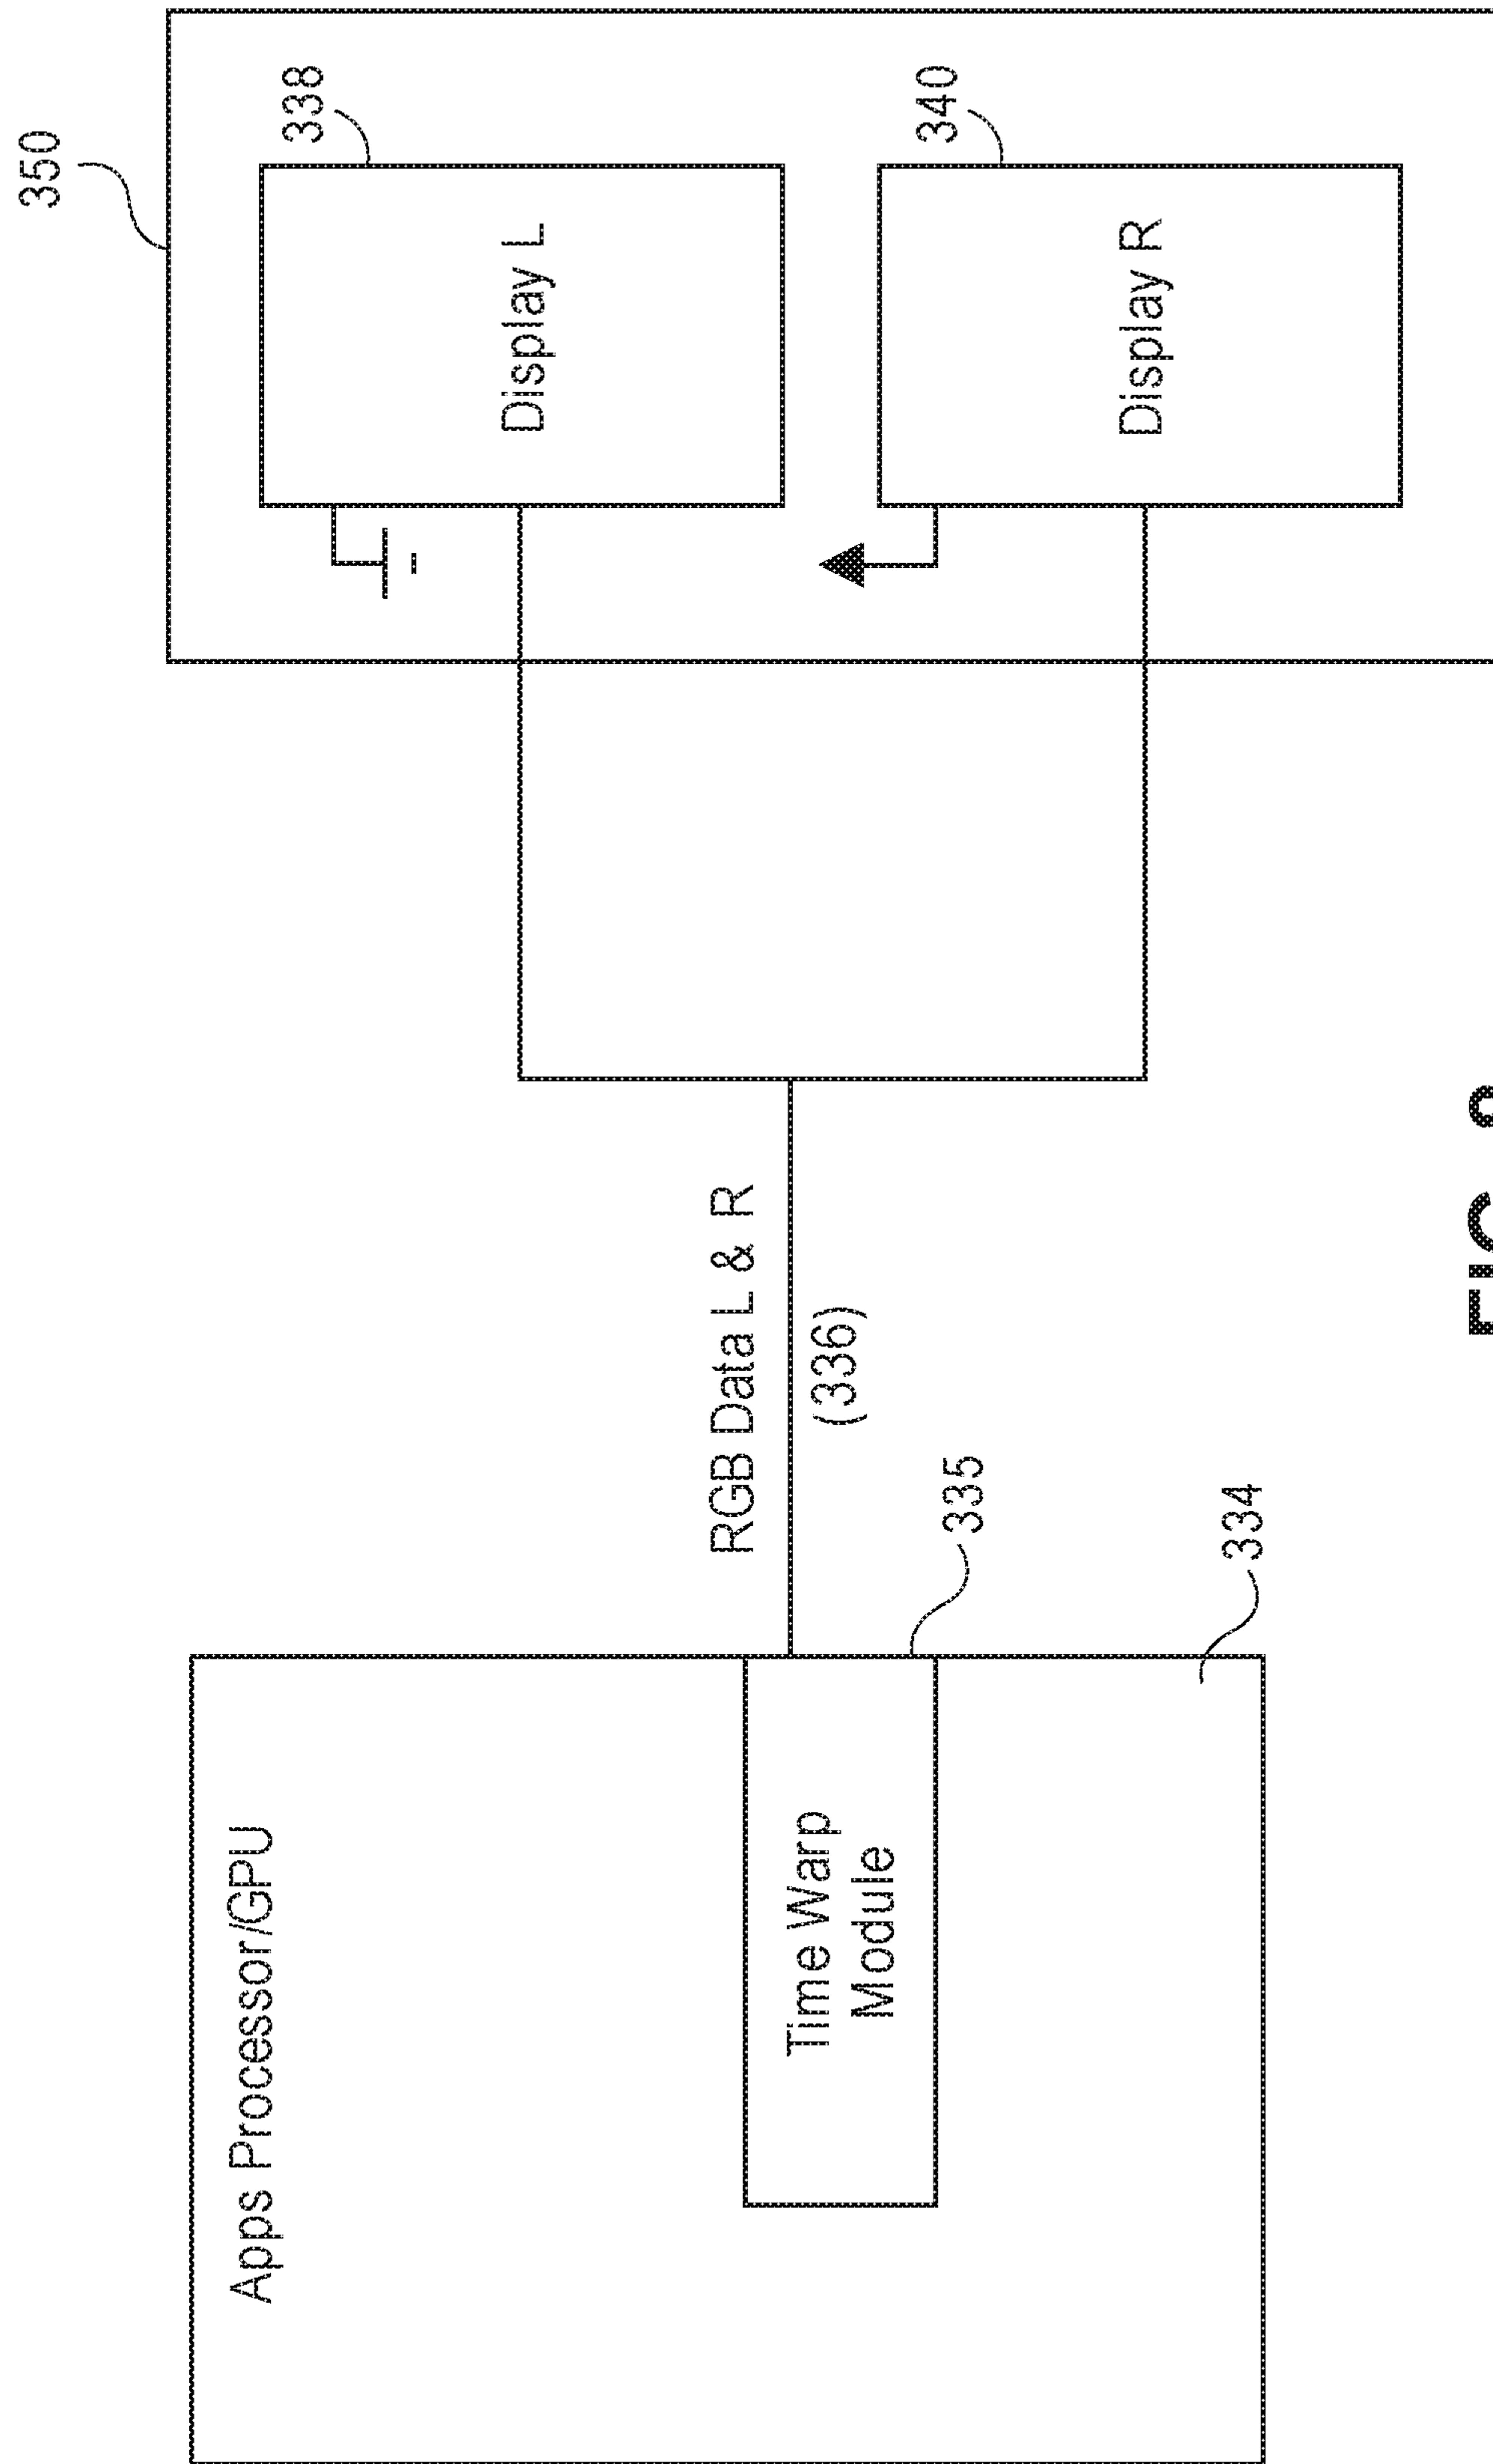 Apps Processor/GPU
Time Warp
Module
335
334
RGB Data L & R
(336)
350
Display L
338
Display R
340